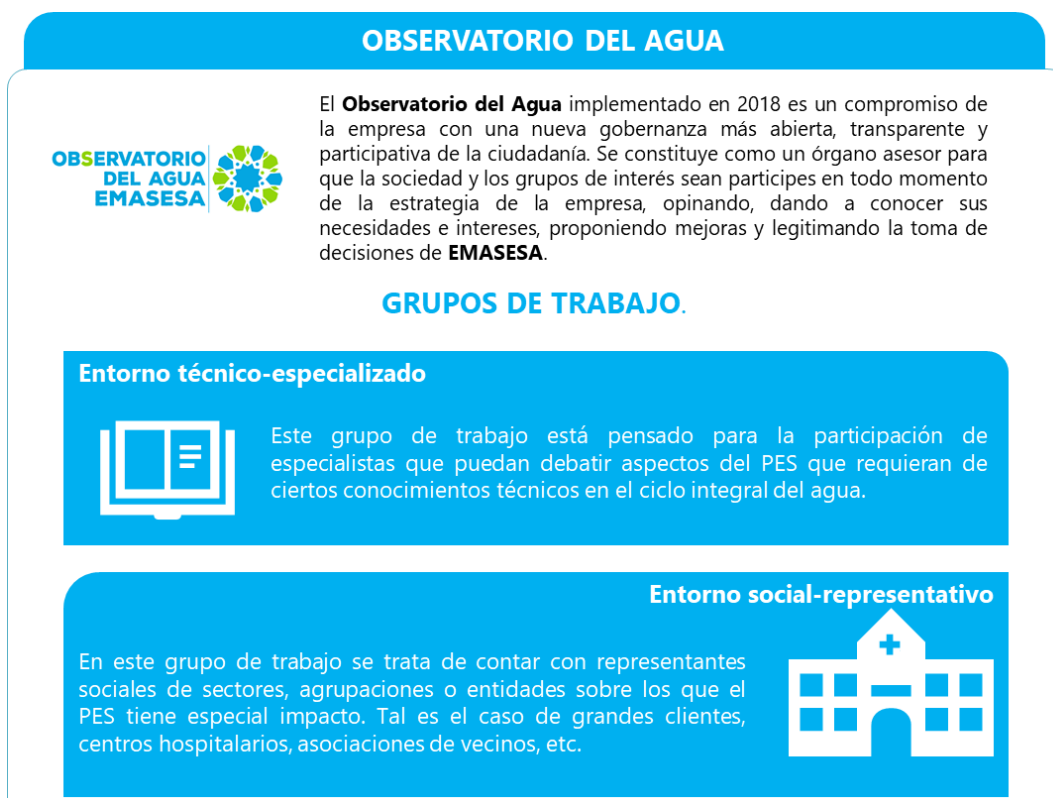 OBSERVATORIO DEL AGUA
OBSERVATORIO
DEL AGUA
EMASESA
El Observatorio del Agua implementado en 2018 es un compromiso de
la empresa con una nueva gobernanza más abierta, transparente y
participativa de la ciudadanía. Se constituye como un órgano asesor para
que la sociedad y los grupos de interés sean participes en todo momento
de la estrategia de la empresa, opinando, dando a conocer sus
necesidades e intereses, proponiendo mejoras y legitimando la toma de
decisiones de EMASESA.
GRUPOS DE TRABAJO.
Entorno técnico-especializado
Este grupo de trabajo está pensado para la participación de
especialistas que puedan debatir aspectos del PES que requieran de
ciertos conocimientos técnicos en el ciclo integral del agua.
Entorno social-representativo
En este grupo de trabajo se trata de contar con representantes
sociales de sectores, agrupaciones o entidades sobre los que el
PES tiene especial impacto. Tal es el caso de grandes clientes,
centros hospitalarios, asociaciones de vecinos, etc.